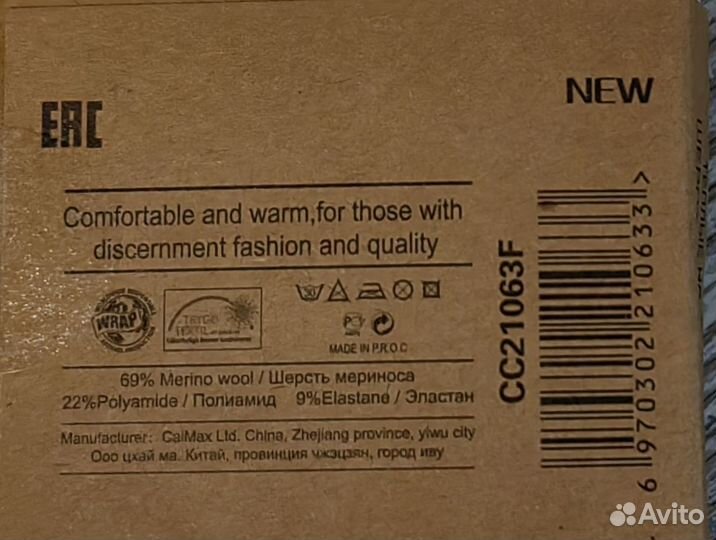 EAC
NEW
Comfortable and warm,for those with
discernment fashion and quality
WRAP
MADE IN P.R.O.C
69% Merino wool / Шерсть мериноса
22%Polyamide / Полиамид 9%Elastane / Эластан
Manufacturer: CalMax Ltd. China, Zhejiang province, yiwu city
Ооо цхай ма. Китай, провинция чжэцзян, город иву
CC21063F
6 970302 210633 >
Avito